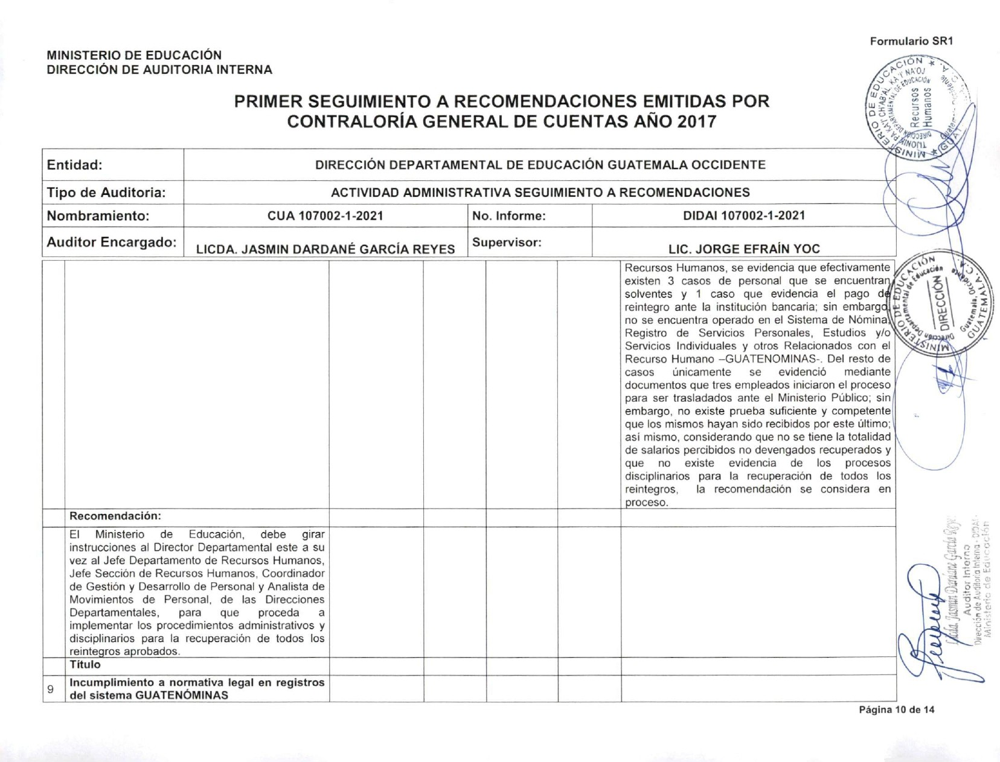 Formulario SR1
MINISTERIO DE EDUCACIÓN
DIRECCIÓN DE AUDITORIA INTERNA
PRIMER SEGUIMIENTO A RECOMENDACIONES EMITIDAS POR
CONTRALORÍA GENERAL DE CUENTAS AÑO 2017
Entidad: DIRECCIÓN DEPARTAMENTAL DE EDUCACIÓN GUATEMALA OCCIDENTE
Tipo de Auditoria: ACTIVIDAD ADMINISTRATIVA SEGUIMIENTO A RECOMENDACIONES
Nombramiento: CUA 107002-1-2021 No. Informe: DIDAI 107002-1-2021
Auditor Encargado: LICDA. JASMIN DARDANÉ GARCÍA REYES Supervisor: LIC. JORGE EFRAÍN YOC
Recursos Humanos, se evidencia que efectivamente
existen 3 casos de personal que se encuentran
solventes y 1 caso que evidencia el pago de
reintegro ante la institución bancaria; sin embargo,
no se encuentra operado en el Sistema de Nómina,
Registro de Servicios Personales, Estudios y/o
Servicios Individuales y otros Relacionados con el
Recurso Humano –GUATENOMINAS-. Del resto de
casos únicamente se evidenció mediante
documentos que tres empleados iniciaron el proceso
para ser trasladados ante el Ministerio Público; sin
embargo, no existe prueba suficiente y competente
que los mismos hayan sido recibidos por este último;
así mismo, considerando que no se tiene la totalidad
de salarios percibidos no devengados recuperados y
que no existe evidencia de los procesos
disciplinarios para la recuperación de todos los
reintegros, la recomendación se considera en
proceso.
Recomendación:
El Ministerio de Educación, debe girar
instrucciones al Director Departamental este a su
vez al Jefe Departamento de Recursos Humanos,
Jefe Sección de Recursos Humanos, Coordinador
de Gestión y Desarrollo de Personal y Analista de
Movimientos de Personal, de las Direcciones
Departamentales, para que proceda a
implementar los procedimientos administrativos y
disciplinarios para la recuperación de todos los
reintegros aprobados.
Título
9 Incumplimiento a normativa legal en registros
del sistema GUATENÓMINAS
Página 10 de 14
MINISTERIO DE EDUCACIÓN
Recursos
Humanos
MINISTERIO DE EDUCACIÓN
Dirección Departamental de Educación
DIRECCIÓN
Guatemala, Occidente
GUATEMALA, C.A.
Licda. Jasmin Dardané García Reyes
Auditor Interno
Dirección de Auditoría Interna - DIDAI-
Ministerio de Educación